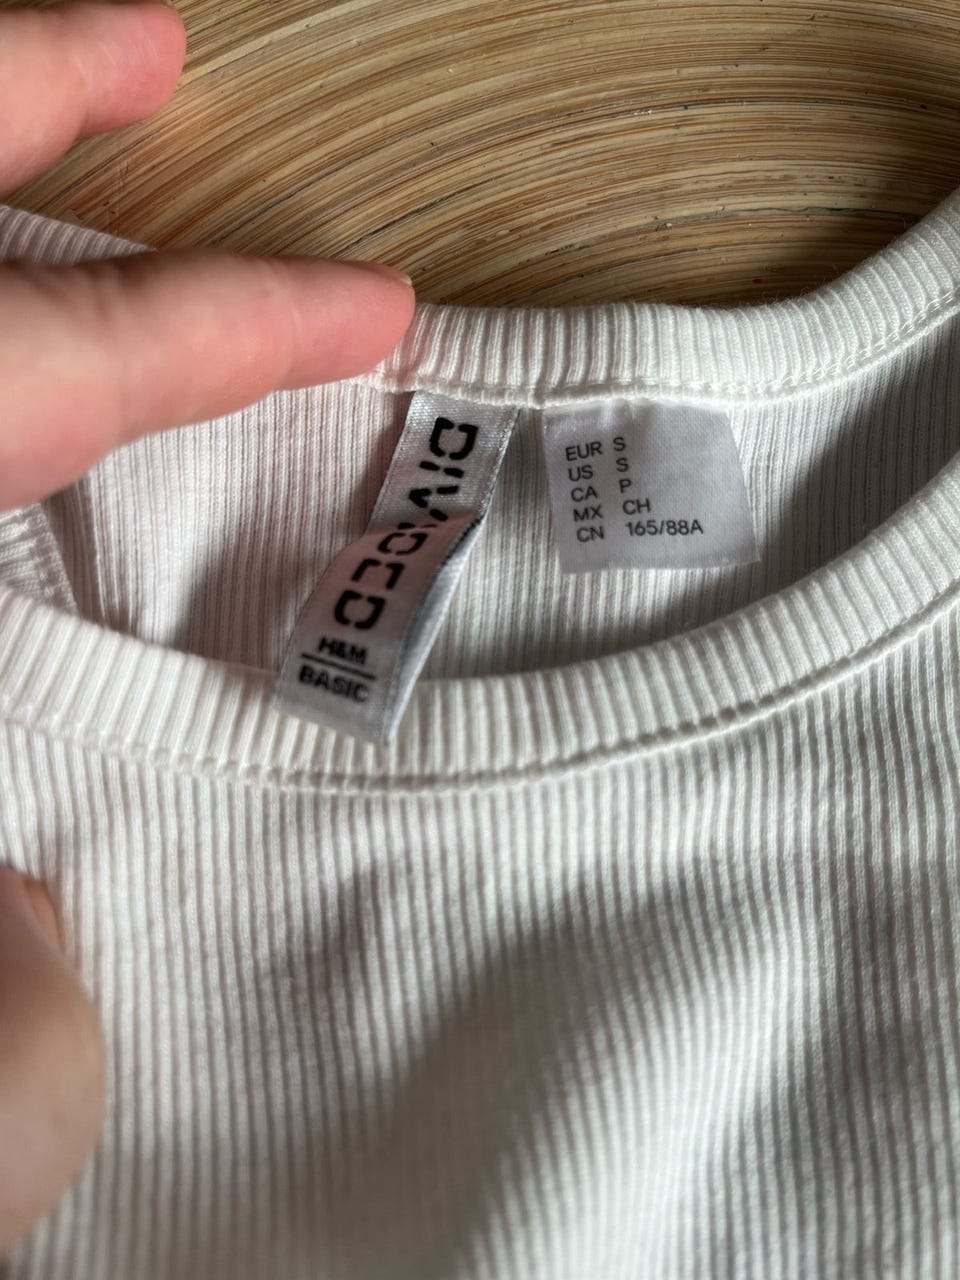 DIVIDED
H&M
BASIC
EUR S
US S
CA P
MX CH
CN 165/88A